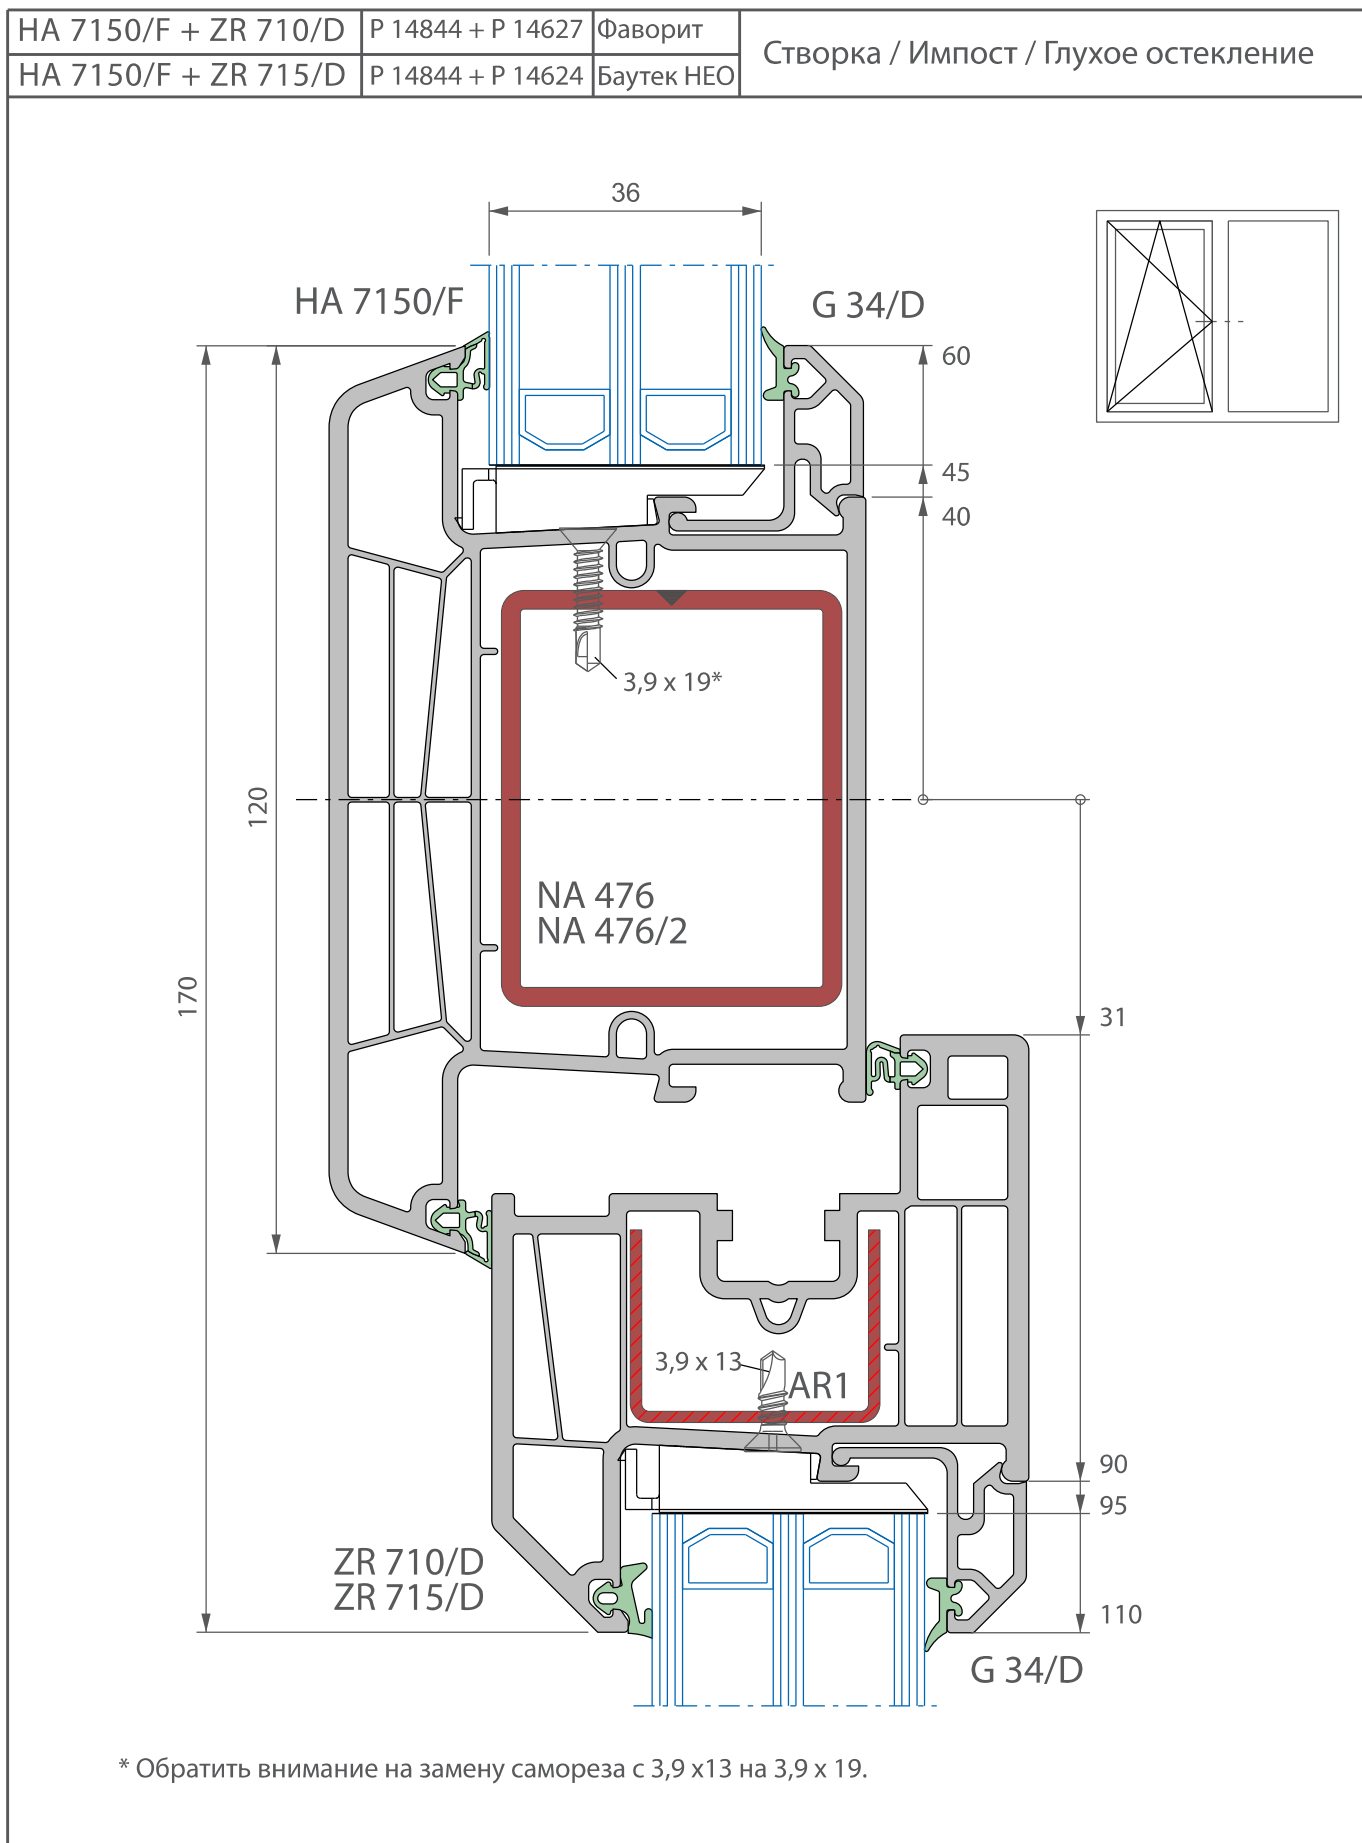 HA 7150/F + ZR 710/D P 14844 + P 14627 Фаворит
HA 7150/F + ZR 715/D P 14844 + P 14624 Баутек НЕО
Створка / Импост / Глухое остекление
36
HA 7150/F
G 34/D
60
45
40
3,9 x 19*
120
NA 476
NA 476/2
170
31
3,9 x 13
AR1
90
95
ZR 710/D
ZR 715/D
110
G 34/D
* Обратить внимание на замену самореза с 3,9 x13 на 3,9 x 19.